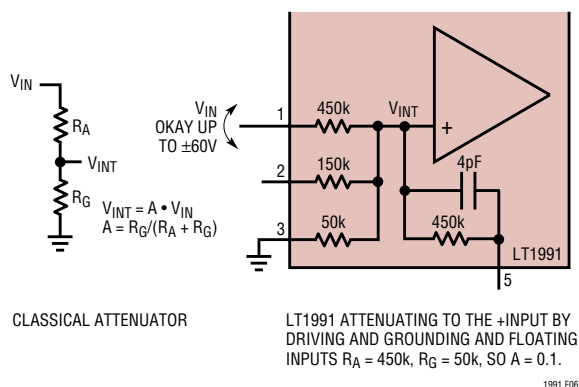 VIN
RA
VINT
RG
VINT = A • VIN
A = RG/(RA + RG)
CLASSICAL ATTENUATOR
VIN
OKAY UP
TO ±60V
1
450k
VINT
+
2
150k
4pF
3
50k
450k
LT1991
5
LT1991 ATTENUATING TO THE +INPUT BY
DRIVING AND GROUNDING AND FLOATING
INPUTS RA = 450k, RG = 50k, SO A = 0.1.
1991 F06